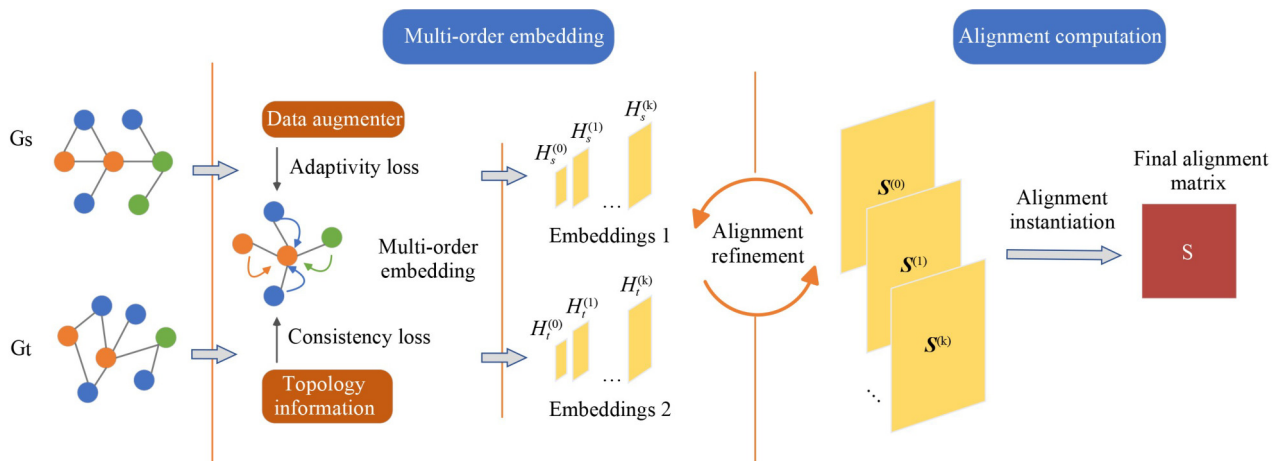 Multi-order embedding
Alignment computation
Gs
Data augmenter
Adaptivity loss
Multi-order
embedding
Consistency loss
Topology
information
Gt
H_s^{(0)}
H_s^{(1)}
H_s^{(k)}
…
Embeddings 1
H_t^{(0)}
H_t^{(1)}
H_t^{(k)}
…
Embeddings 2
Alignment
refinement
S^{(0)}
S^{(1)}
S^{(k)}
…
Alignment
instantiation
Final alignment
matrix
S